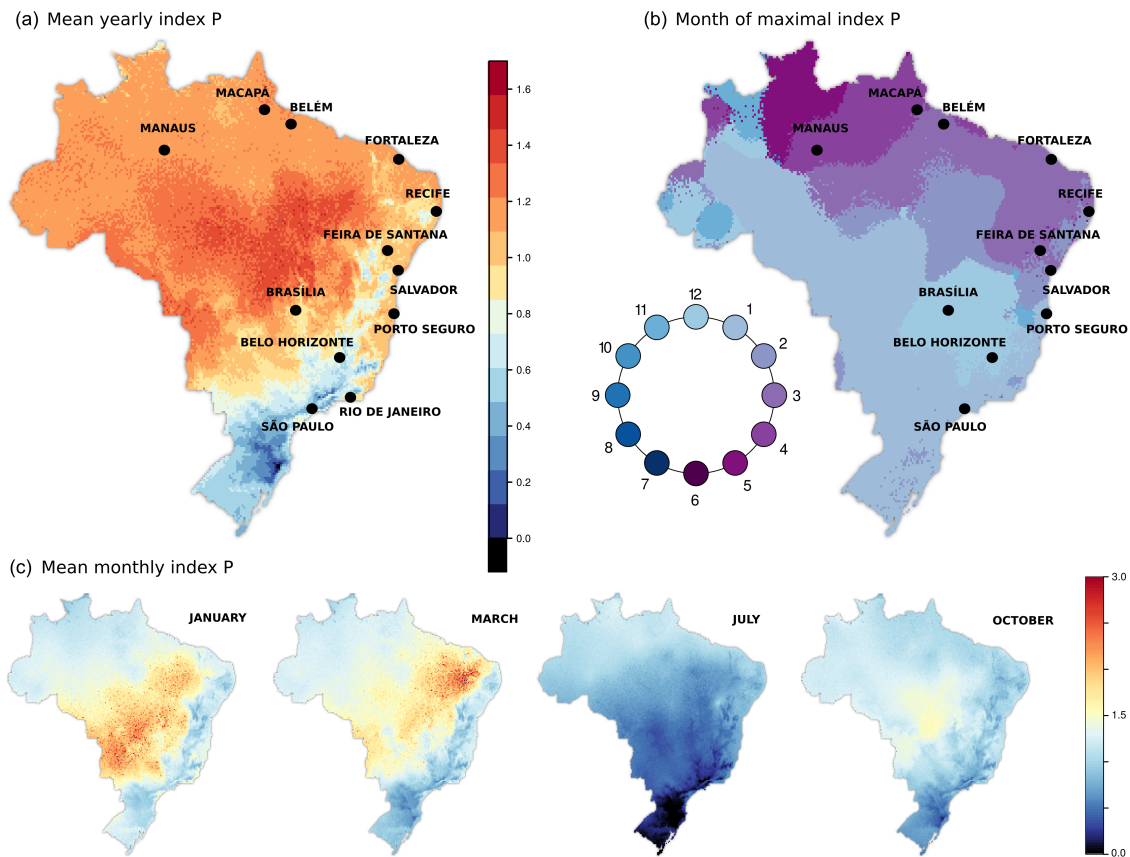 (a) Mean yearly index P
MACAPÁ
BELÉM
MANAUS
FORTALEZA
RECIFE
FEIRA DE SANTANA
SALVADOR
BRASÍLIA
PORTO SEGURO
BELO HORIZONTE
RIO DE JANEIRO
SÃO PAULO
1.6
1.4
1.2
1.0
0.8
0.6
0.4
0.2
0.0
(b) Month of maximal index P
MACAPÁ
BELÉM
MANAUS
FORTALEZA
RECIFE
FEIRA DE SANTANA
SALVADOR
BRASÍLIA
PORTO SEGURO
BELO HORIZONTE
SÃO PAULO
12
1
2
3
4
5
6
7
8
9
10
11
(c) Mean monthly index P
JANUARY
MARCH
JULY
OCTOBER
3.0
1.5
0.0